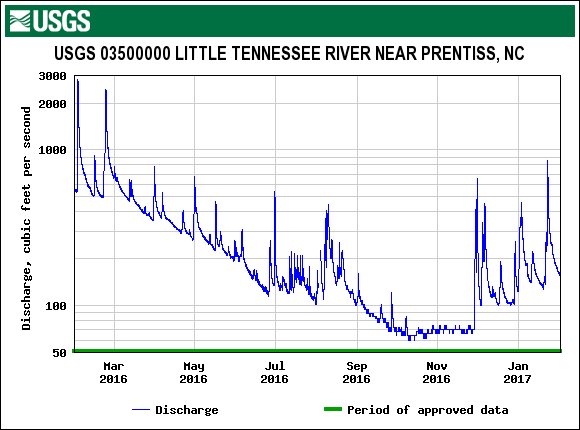 USGS
USGS 03500000 LITTLE TENNESSEE RIVER NEAR PRENTISS, NC
Discharge, cubic feet per second
3000
2000
1000
100
50
Mar 2016
May 2016
Jul 2016
Sep 2016
Nov 2016
Jan 2017
Discharge
Period of approved data